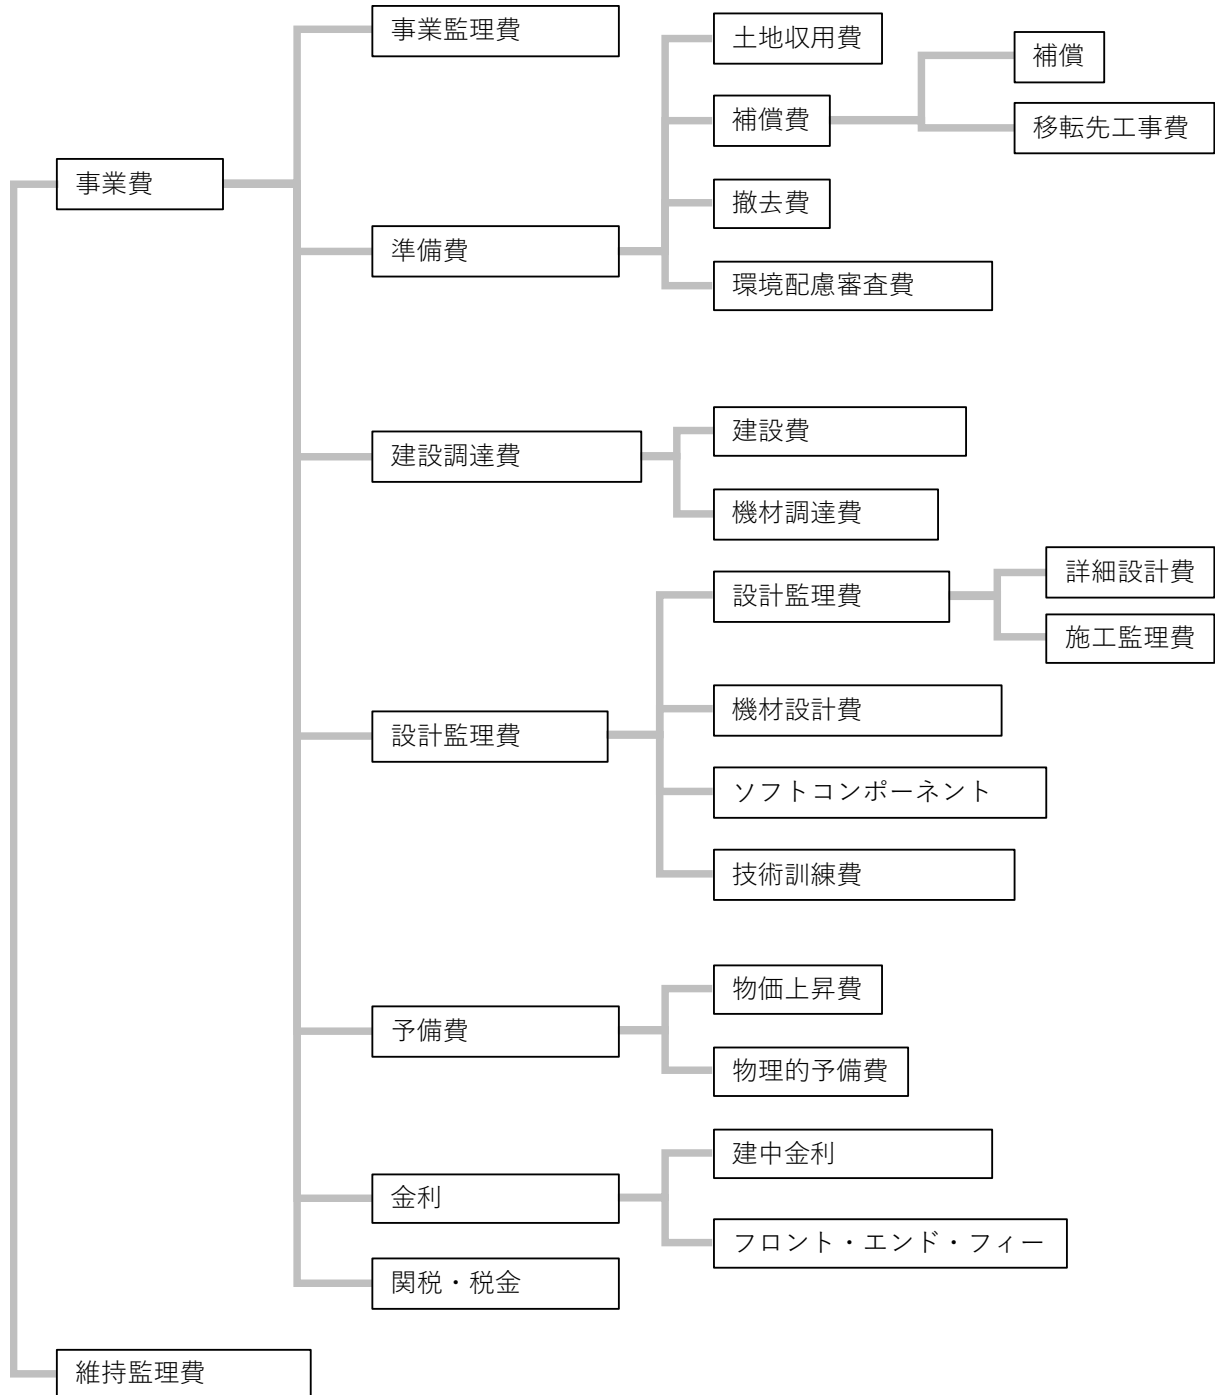 事業費
事業監理費
準備費
土地収用費
補償費
補償
移転先工事費
撤去費
環境配慮審査費
建設調達費
建設費
機材調達費
設計監理費
設計監理費
詳細設計費
施工監理費
機材設計費
ソフトコンポーネント
技術訓練費
予備費
物価上昇費
物理的予備費
金利
建中金利
フロント・エンド・フィー
関税・税金
維持監理費